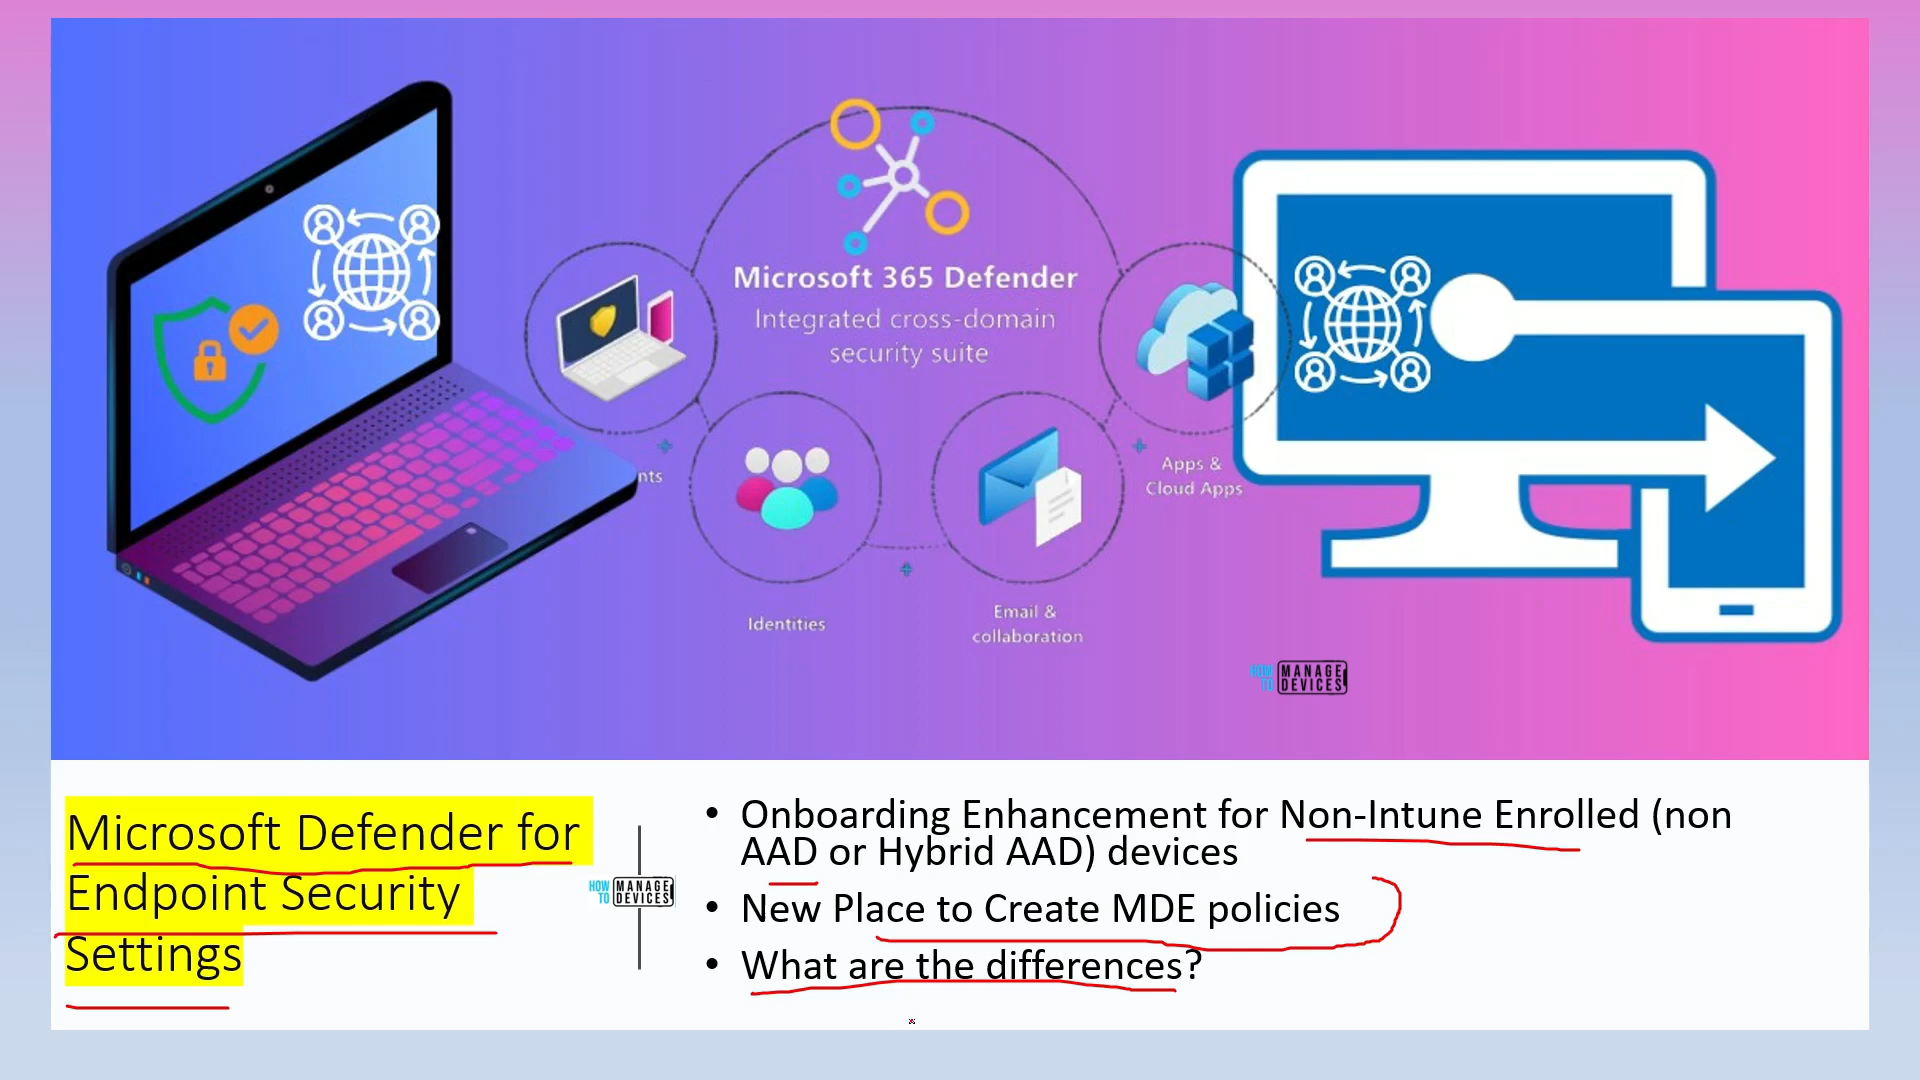 Microsoft 365 Defender
Integrated cross-domain
security suite
nts
Identities
Email &
collaboration
Apps &
Cloud Apps
HOW TO MANAGE DEVICES
Microsoft Defender for
Endpoint Security
Settings
HOW TO MANAGE DEVICES
• Onboarding Enhancement for Non-Intune Enrolled (non
AAD or Hybrid AAD) devices
• New Place to Create MDE policies
• What are the differences?